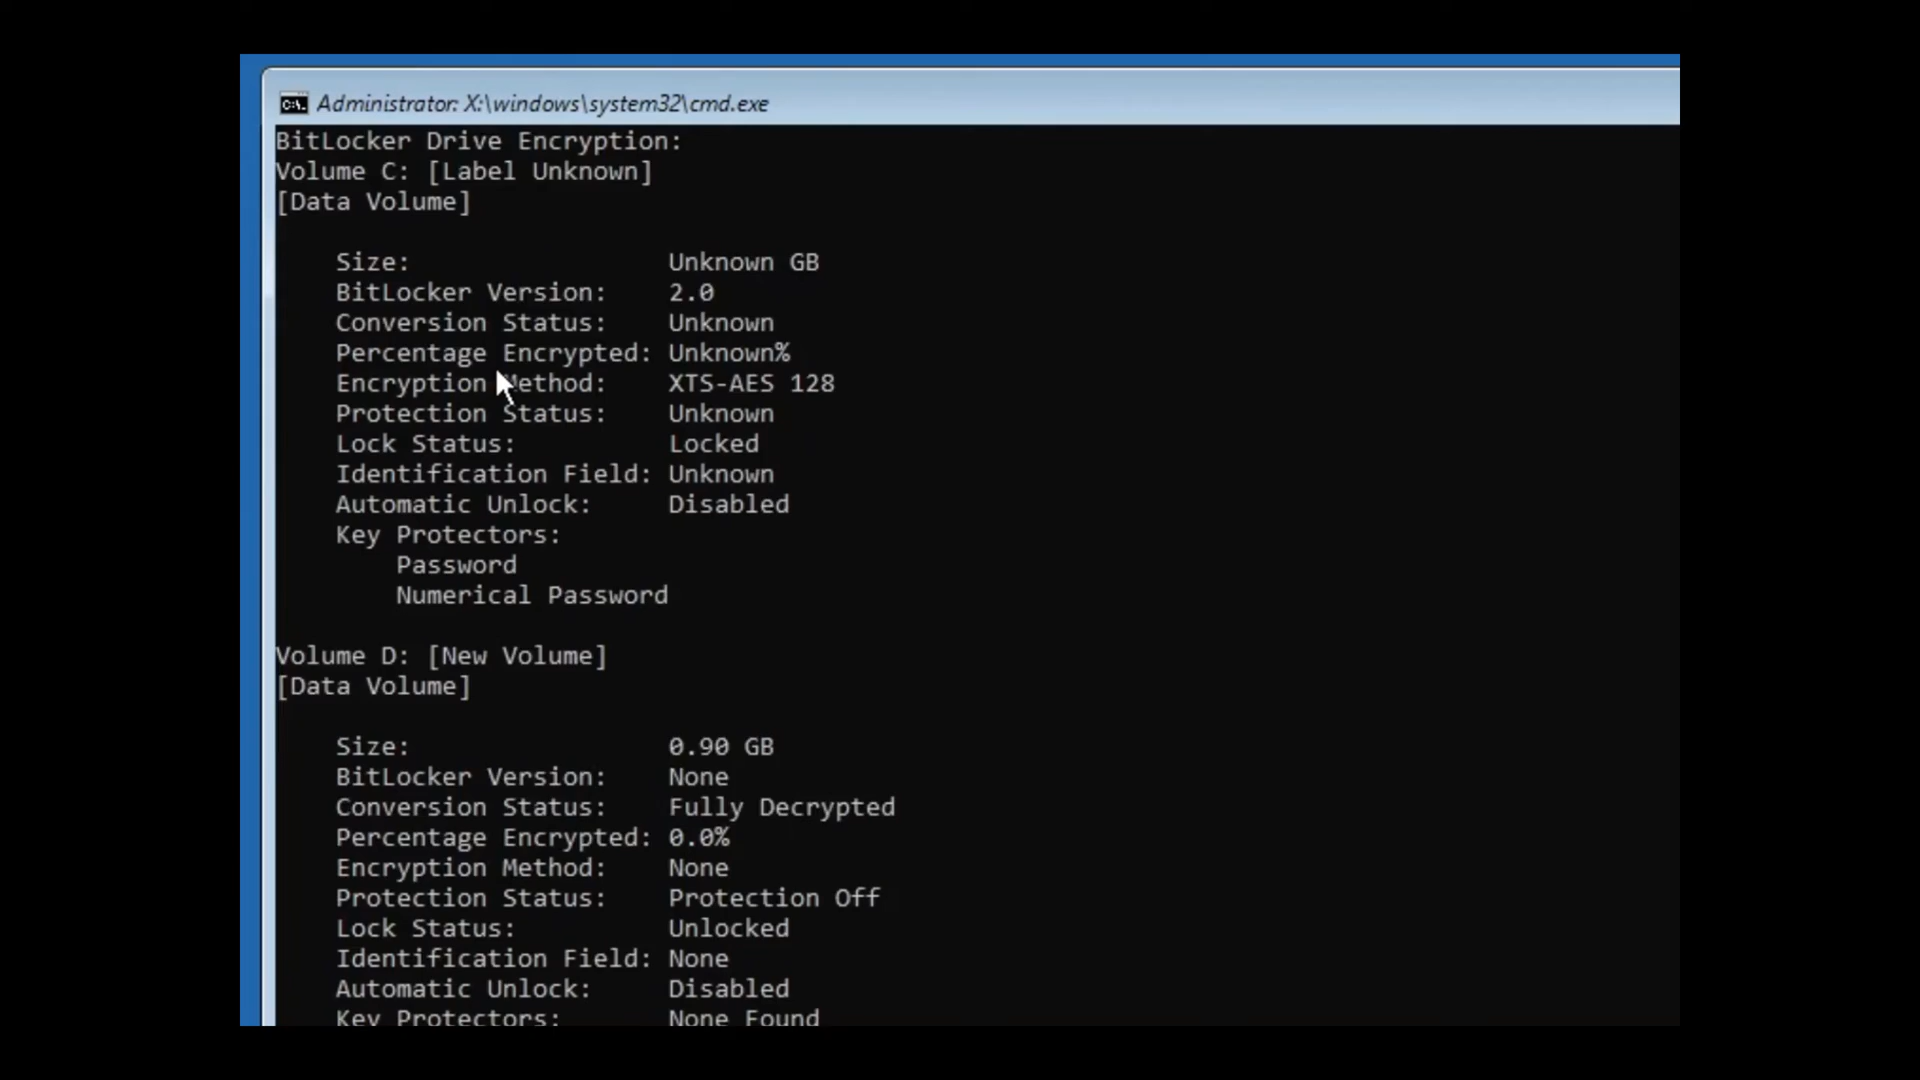 Administrator: X:\windows\system32\cmd.exe
BitLocker Drive Encryption:
Volume C: [Label Unknown]
[Data Volume]
Size: Unknown GB
BitLocker Version: 2.0
Conversion Status: Unknown
Percentage Encrypted: Unknown%
Encryption Method: XTS-AES 128
Protection Status: Unknown
Lock Status: Locked
Identification Field: Unknown
Automatic Unlock: Disabled
Key Protectors:
Password
Numerical Password
Volume D: [New Volume]
[Data Volume]
Size: 0.90 GB
BitLocker Version: None
Conversion Status: Fully Decrypted
Percentage Encrypted: 0.0%
Encryption Method: None
Protection Status: Protection Off
Lock Status: Unlocked
Identification Field: None
Automatic Unlock: Disabled
Key Protectors: None Found